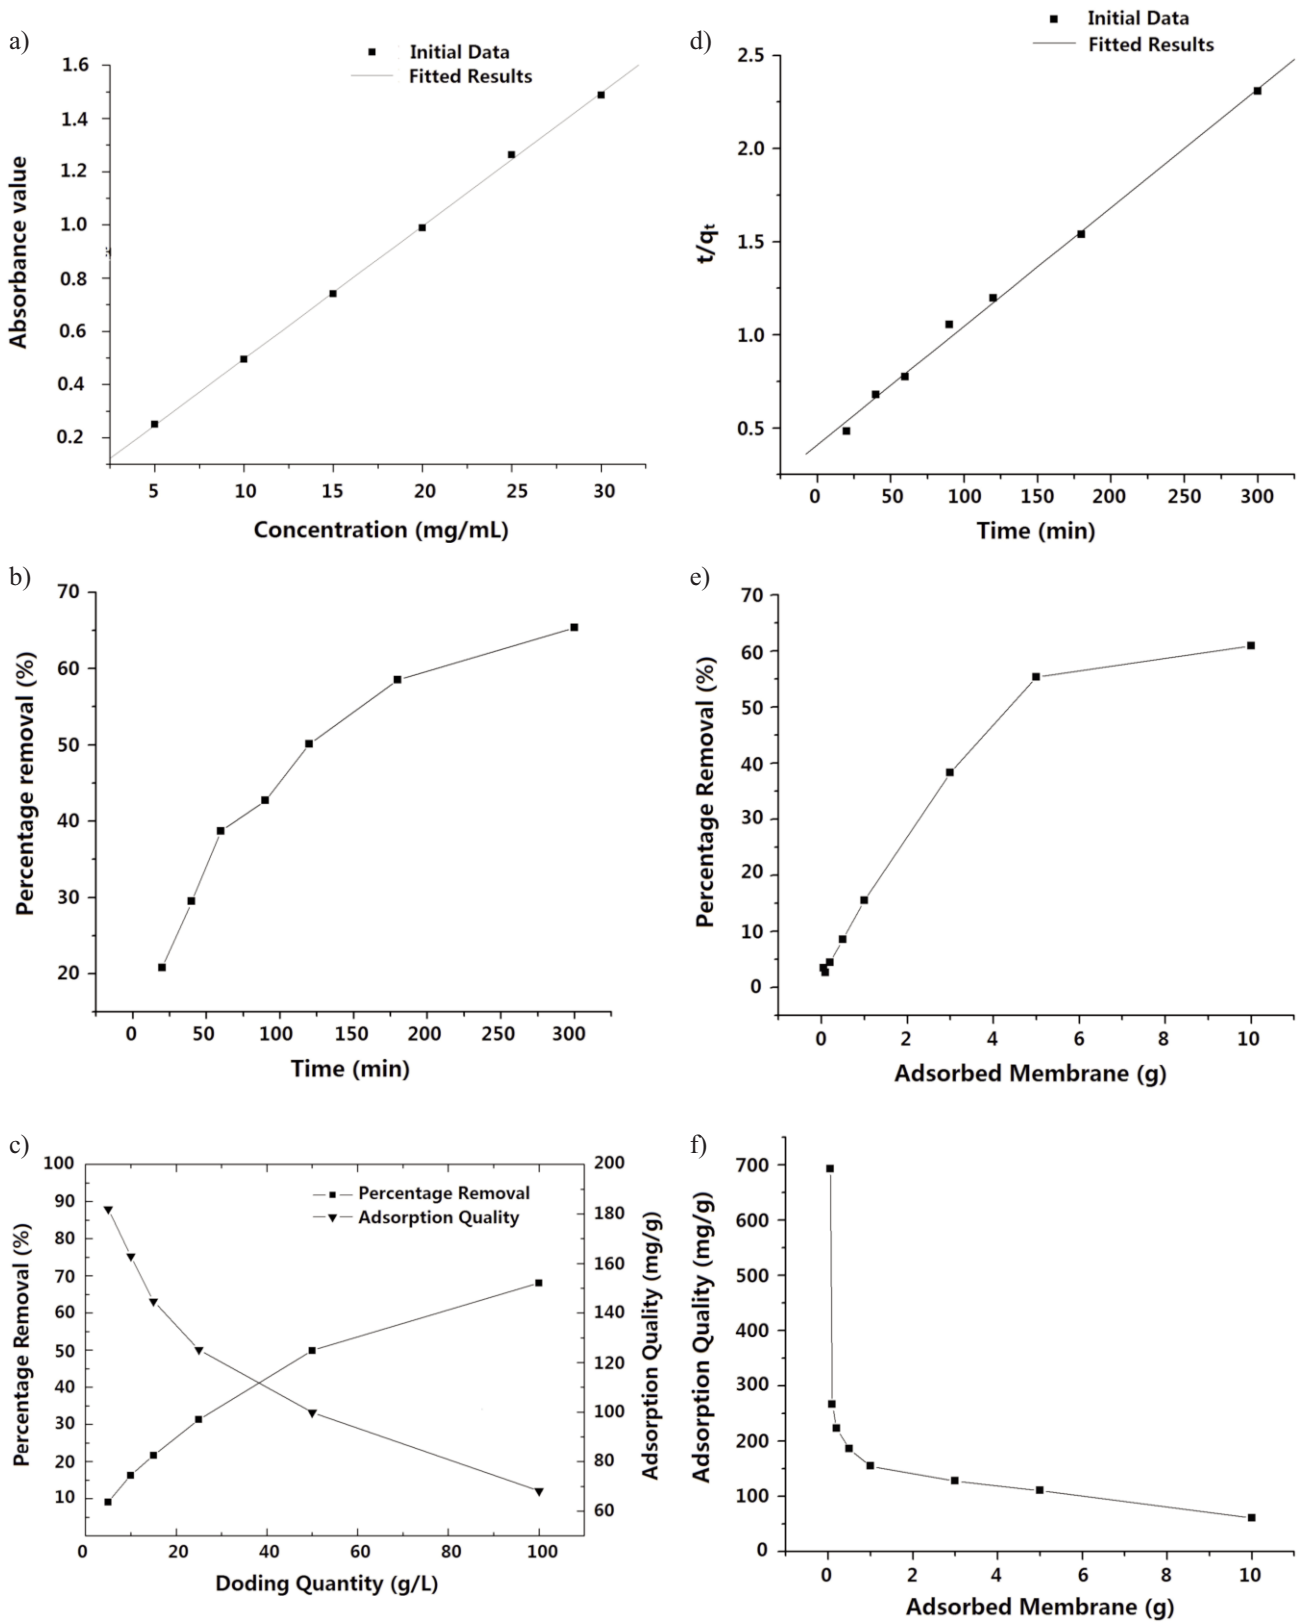 a)
Initial Data
Fitted Results
1.6
1.4
1.2
1.0
0.8
0.6
0.4
0.2
Absorbance value
5 10 15 20 25 30
Concentration (mg/mL)
d)
Initial Data
Fitted Results
2.5
2.0
1.5
1.0
0.5
t/qt
0 50 100 150 200 250 300
Time (min)
b)
70
60
50
40
30
20
Percentage removal (%)
0 50 100 150 200 250 300
Time (min)
e)
70
60
50
40
30
20
10
0
Percentage Removal (%)
0 2 4 6 8 10
Adsorbed Membrane (g)
c)
100
90
80
70
60
50
40
30
20
10
Percentage Removal (%)
Percentage Removal
Adsorption Quality
200
180
160
140
120
100
80
60
Adsorption Quality (mg/g)
0 20 40 60 80 100
Doding Quantity (g/L)
f)
700
600
500
400
300
200
100
0
Adsorption Quality (mg/g)
0 2 4 6 8 10
Adsorbed Membrane (g)